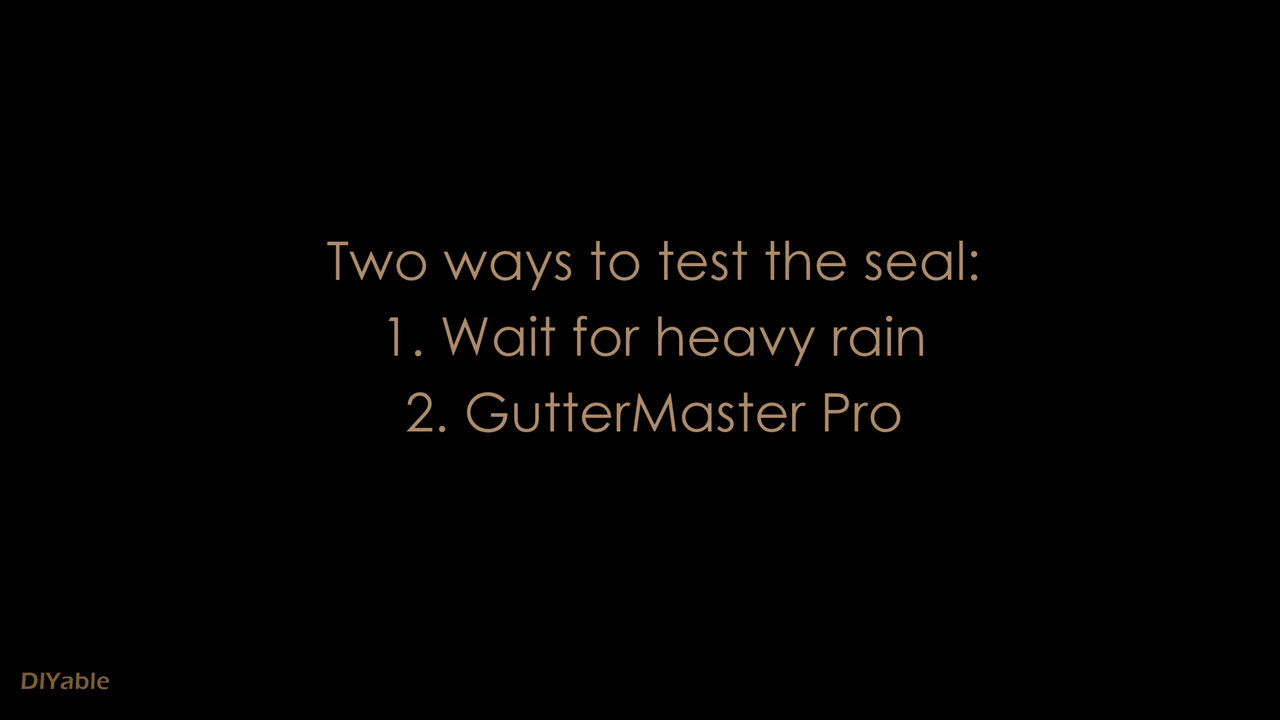 Two ways to test the seal:
1. Wait for heavy rain
2. GutterMaster Pro
DIYable